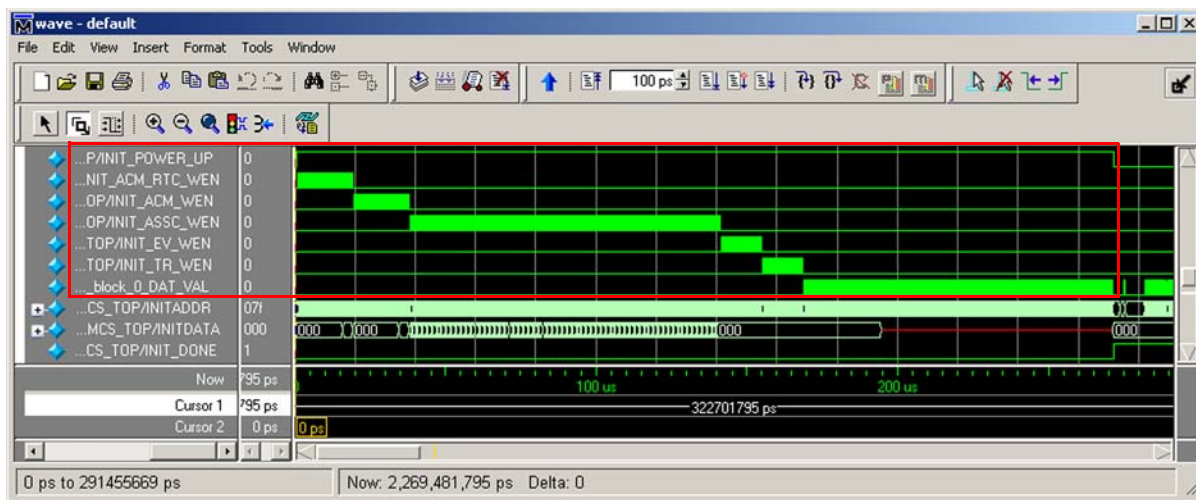 wave - default
File Edit View Insert Format Tools Window
100 ps
...P/INIT_POWER_UP 0
...NIT_ACM_RTC_WEN 0
...OP/INIT_ACM_WEN 0
...OP/INIT_ASSC_WEN 0
...TOP/INIT_EV_WEN 0
...TOP/INIT_TR_WEN 0
..._block_0_DAT_VAL 0
...CS_TOP/INITADDR 07f
...MCS_TOP/INITDATA 000 000 000 000 000
...CS_TOP/INIT_DONE 1
Now 795 ps 100 us 200 us
Cursor 1 795 ps 322701795 ps
Cursor 2 0 ps 0 ps
0 ps to 291455669 ps Now: 2,269,481,795 ps Delta: 0